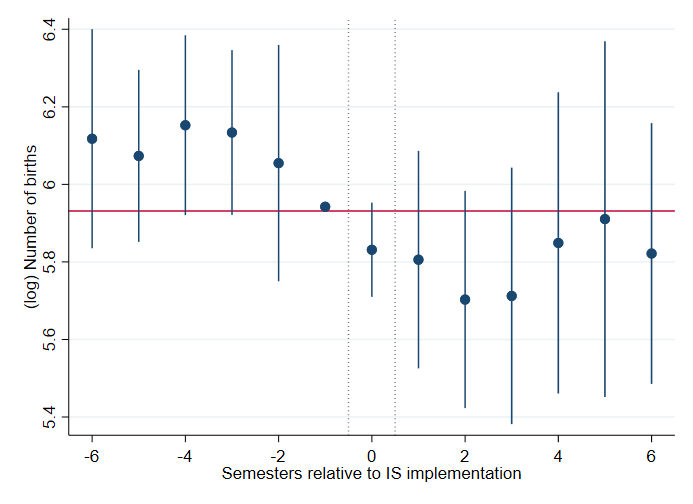 6.4
6.2
6
5.8
5.6
5.4
(log) Number of births
-6 -4 -2 0 2 4 6
Semesters relative to IS implementation